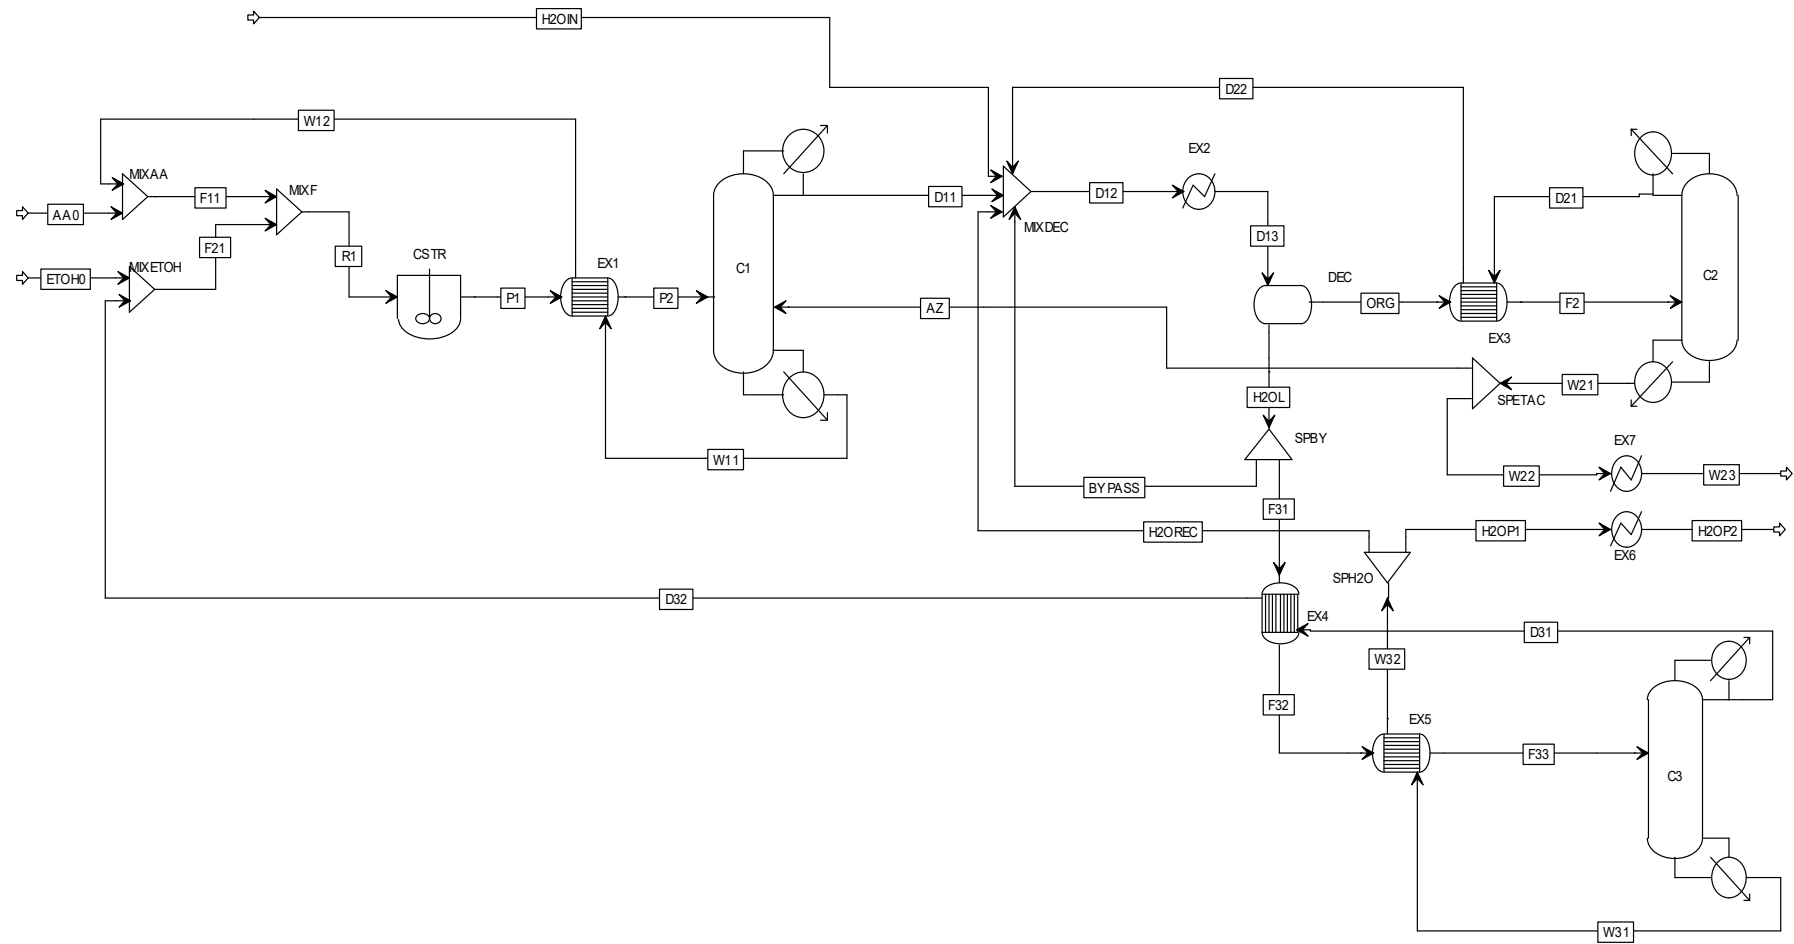 H2OIN
D22
W12
EX2
MIXAA
MIXF
D12
F11
D11
D21
AA0
MIXDEC
F21
D13
R1
CSTR
MIXETOH
EX1
C1
DEC
C2
ETOH0
P1
P2
AZ
ORG
F2
EX3
W21
H2OL
SPETAC
SPBY
EX7
W11
W22
W23
BYPASS
F31
H2OREC
H2OP1
H2OP2
EX6
SPH2O
D32
EX4
D31
W32
F32
EX5
F33
C3
W31